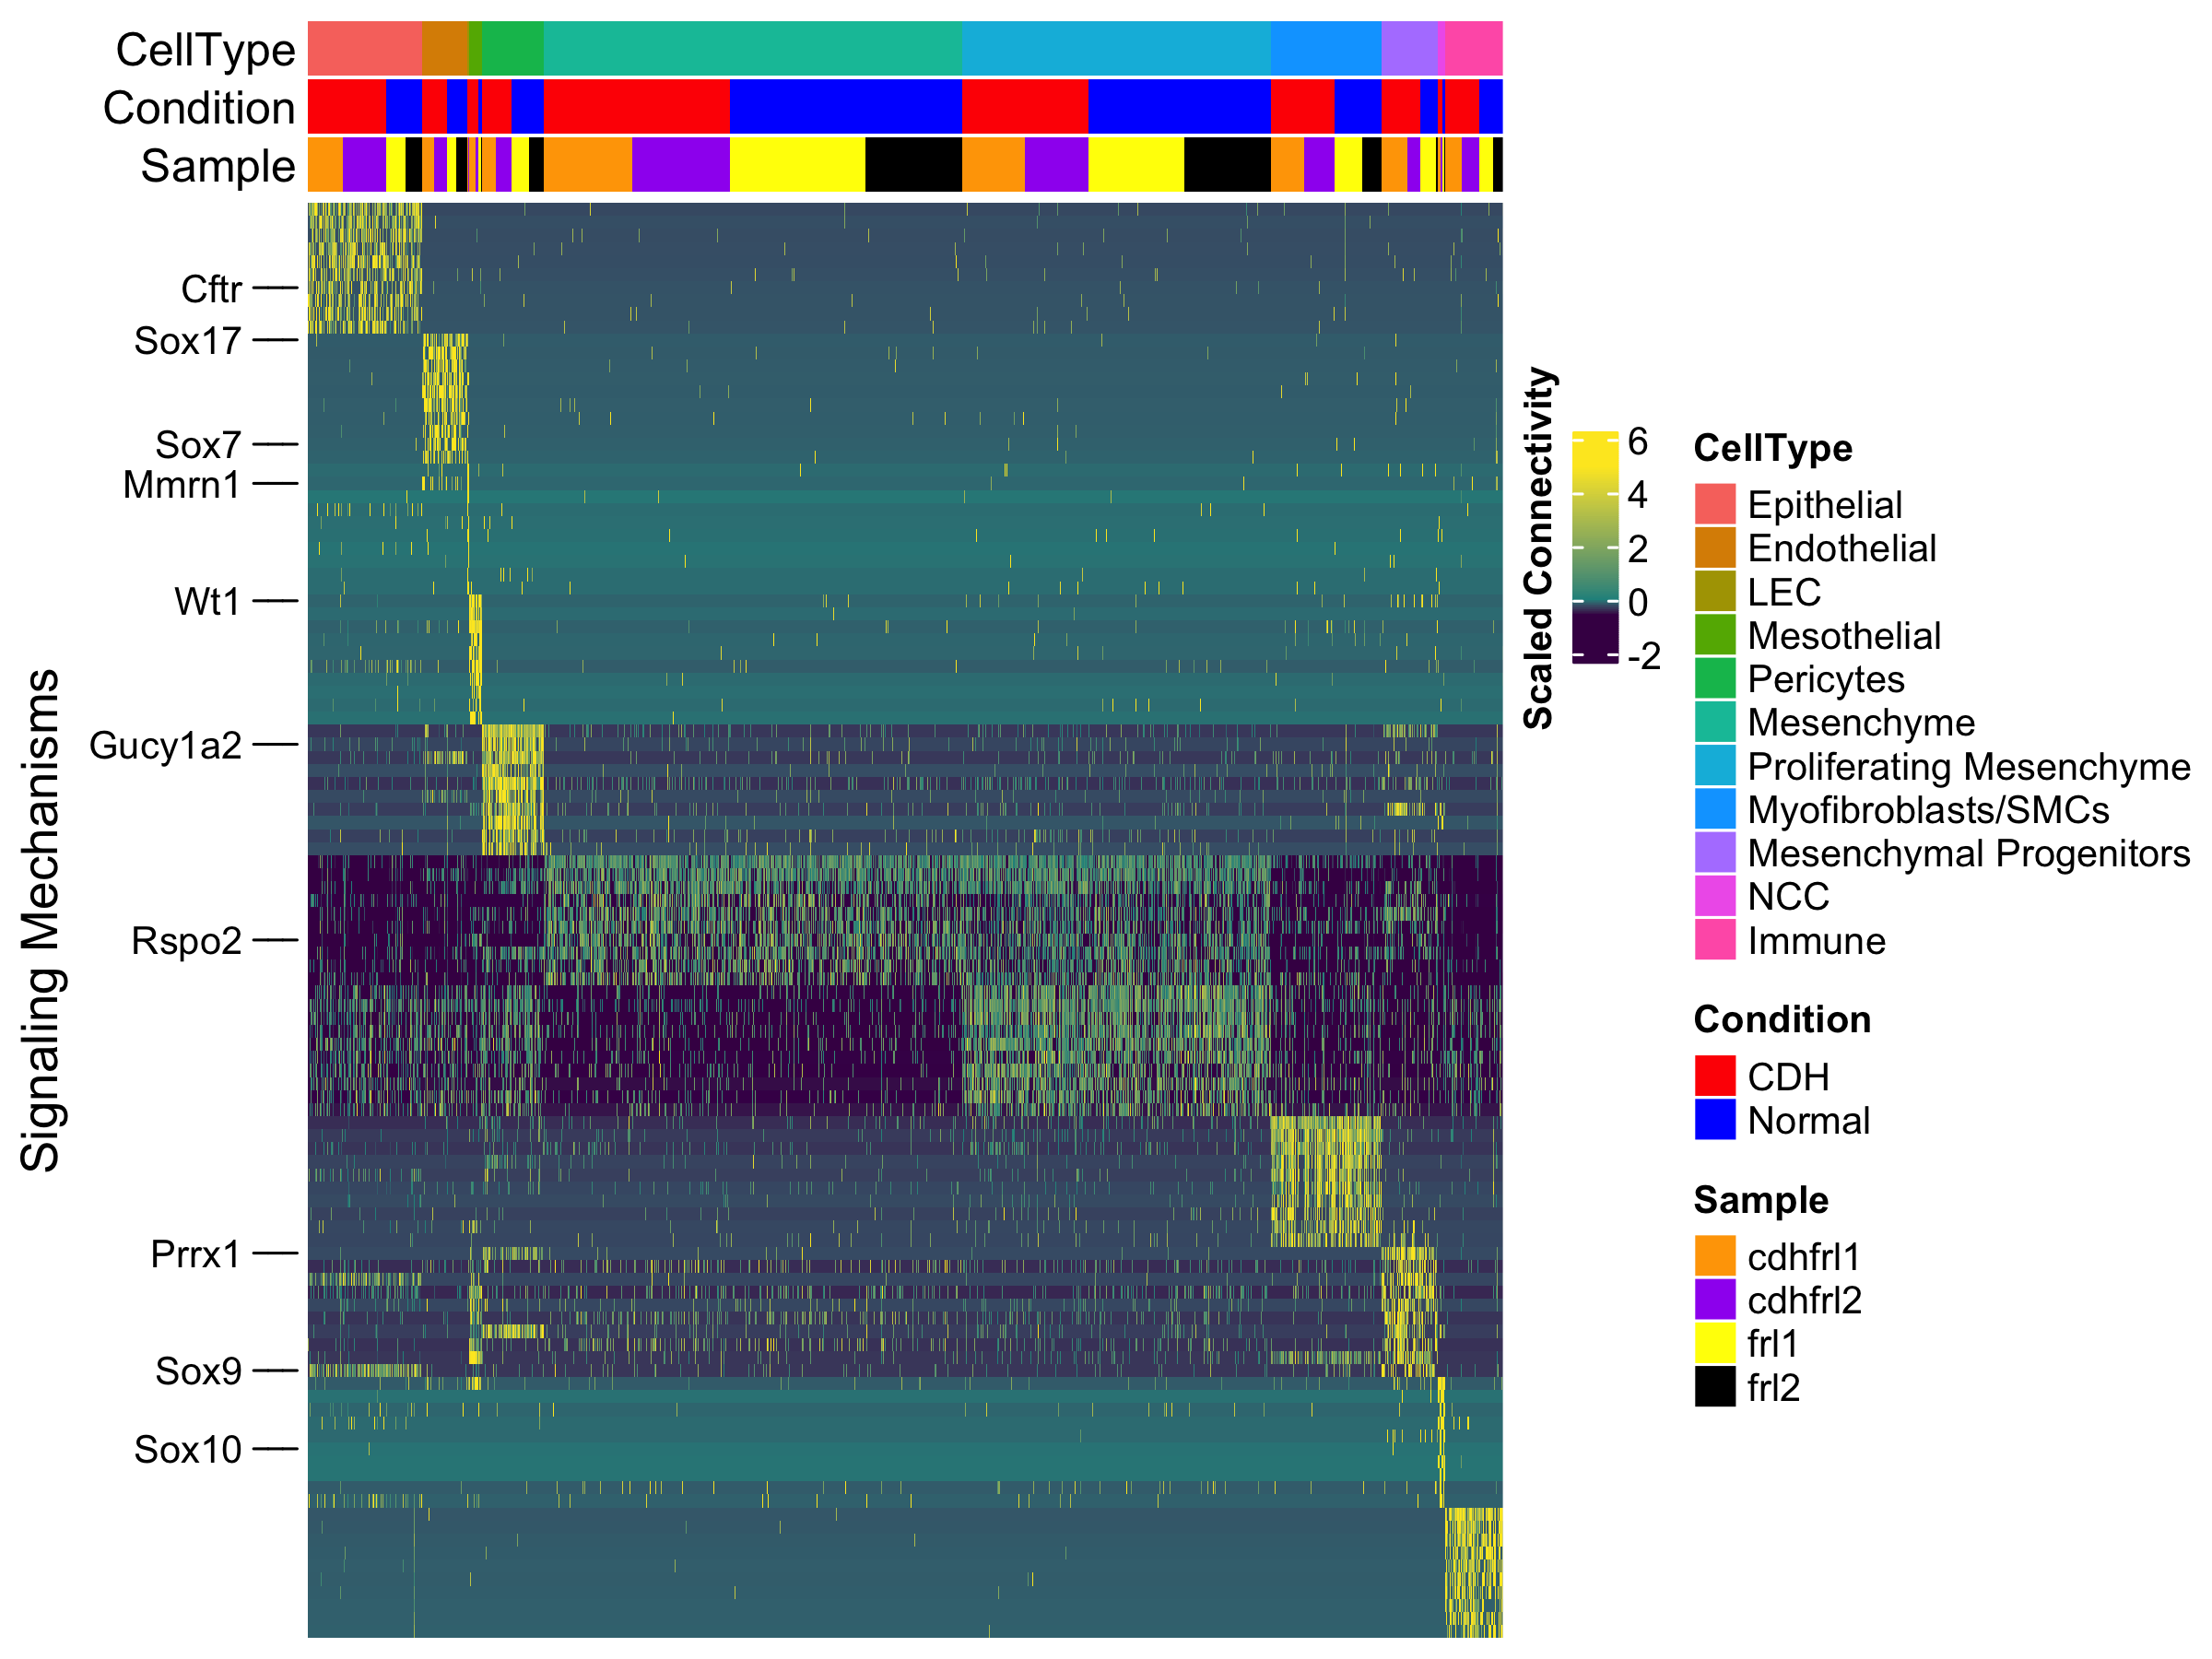 CellType
Condition
Sample
Cftr
Sox17
Sox7
Mmrn1
Wt1
Gucy1a2
Rspo2
Prrx1
Sox9
Sox10
Signaling Mechanisms
Scaled Connectivity
6
4
2
0
-2
CellType
Epithelial
Endothelial
LEC
Mesothelial
Pericytes
Mesenchyme
Proliferating Mesenchyme
Myofibroblasts/SMCs
Mesenchymal Progenitors
NCC
Immune
Condition
CDH
Normal
Sample
cdhfrl1
cdhfrl2
frl1
frl2